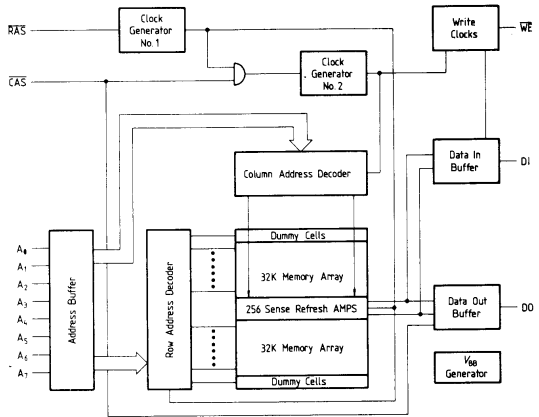 RAS
Clock
Generator
No. 1
Write
Clocks
WE
CAS
Clock
Generator
No. 2
Column Address Decoder
Data In
Buffer
DI
Address Buffer
Row Address Decoder
Dummy Cells
32K Memory Array
256 Sense Refresh AMPS
32K Memory Array
Dummy Cells
Data Out
Buffer
DO
A0
A1
A2
A3
A4
A5
A6
A7
VBB
Generator